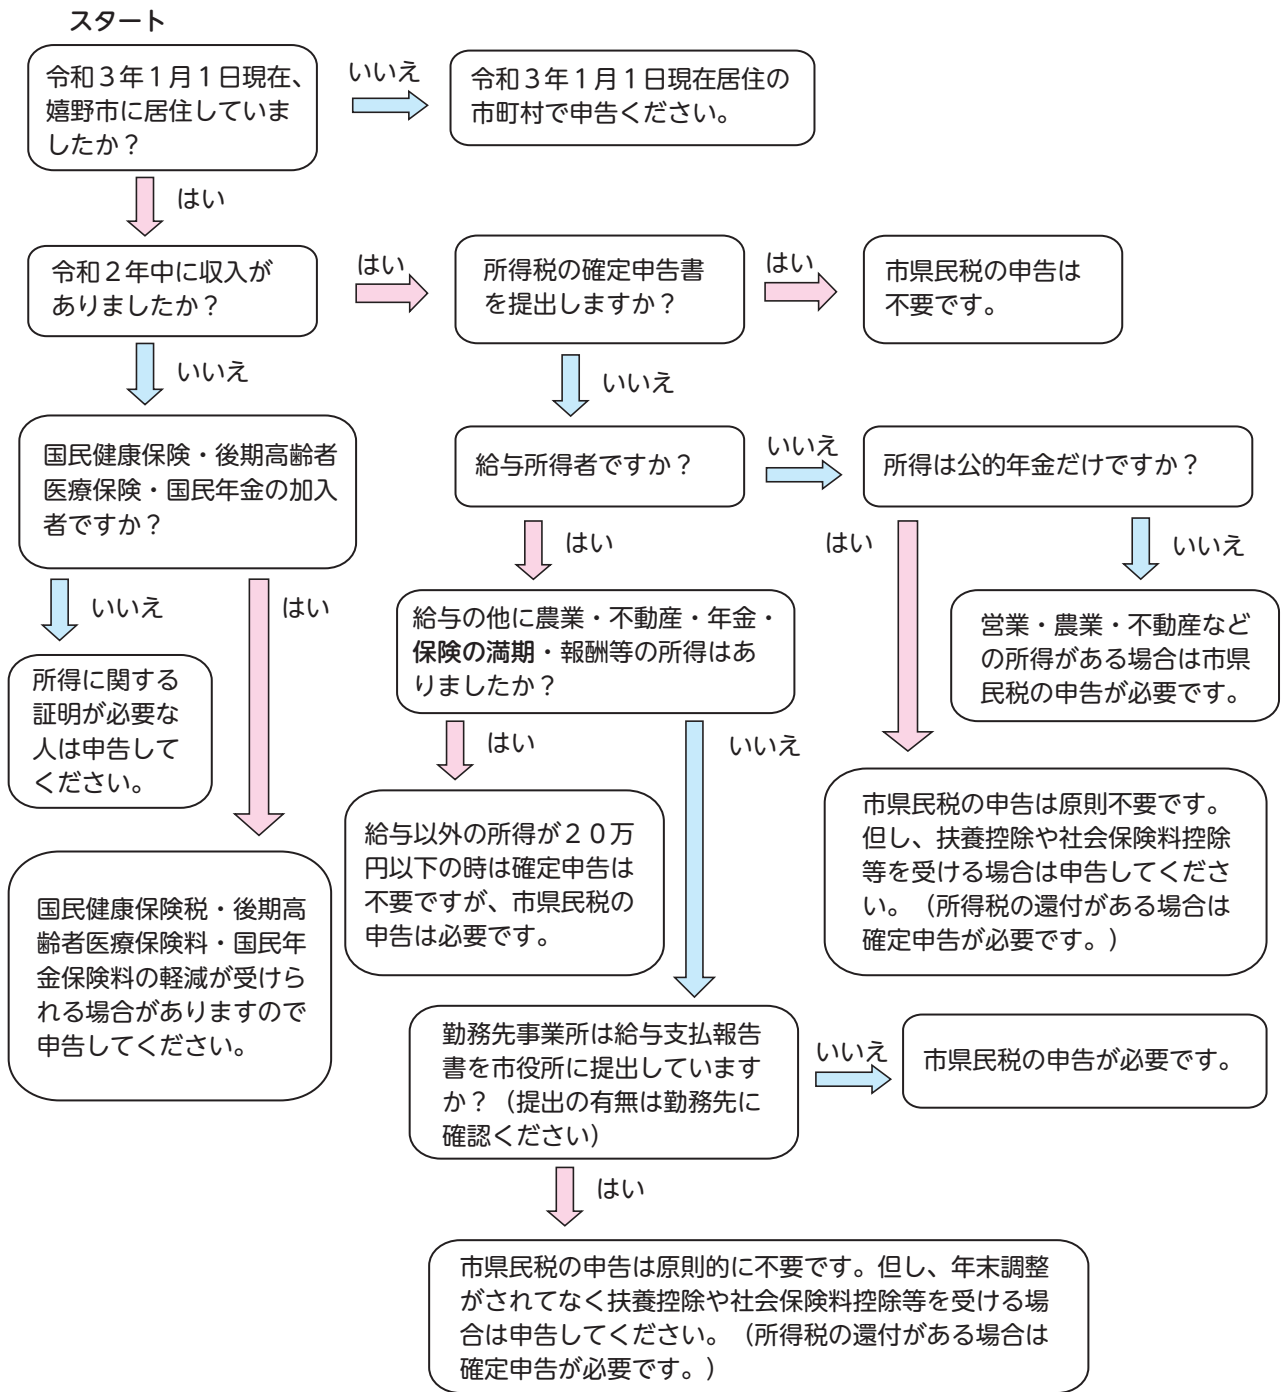 スタート
令和３年１月１日現在、
嬉野市に居住していま
したか？
いいえ
令和３年１月１日現在居住の
市町村で申告ください。
はい
令和２年中に収入が
ありましたか？
はい
所得税の確定申告書
を提出しますか？
はい
市県民税の申告は
不要です。
いいえ
いいえ
国民健康保険・後期高齢者
医療保険・国民年金の加入
者ですか？
給与所得者ですか？
いいえ
所得は公的年金だけですか？
いいえ
はい
はい
はい
いいえ
所得に関する
証明が必要な
人は申告して
ください。
給与の他に農業・不動産・年金・
保険の満期・報酬等の所得はあ
りましたか？
営業・農業・不動産など
の所得がある場合は市県
民税の申告が必要です。
はい
いいえ
国民健康保険税・後期高
齢者医療保険料・国民年
金保険料の軽減が受けら
れる場合がありますので
申告してください。
給与以外の所得が２０万
円以下の時は確定申告は
不要ですが、市県民税の
申告は必要です。
市県民税の申告は原則不要です。
但し、扶養控除や社会保険料控除
等を受ける場合は申告してくださ
い。（所得税の還付がある場合は
確定申告が必要です。）
勤務先事業所は給与支払報告
書を市役所に提出しています
か？（提出の有無は勤務先に
確認ください）
いいえ
市県民税の申告が必要です。
はい
市県民税の申告は原則的に不要です。但し、年末調整
がされてなく扶養控除や社会保険料控除等を受ける場
合は申告してください。（所得税の還付がある場合は
確定申告が必要です。）